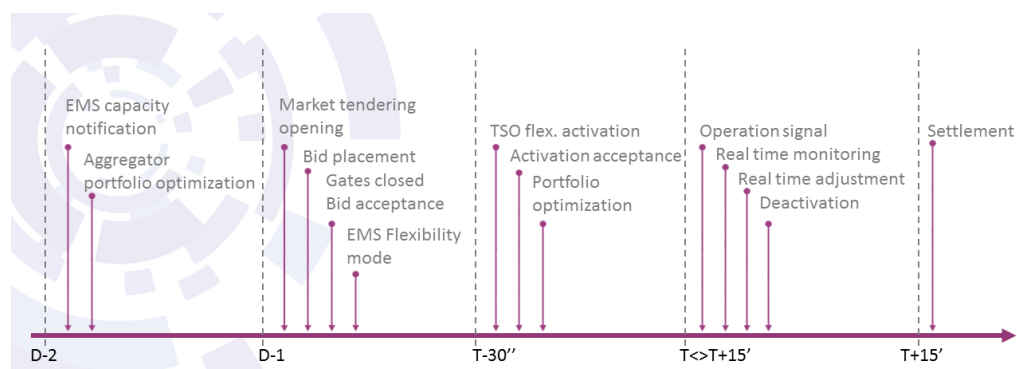 EMS capacity
notification
Aggregator
portfolio optimization
Market tendering
opening
Bid placement
Gates closed
Bid acceptance
EMS Flexibility
mode
TSO flex. activation
Activation acceptance
Portfolio
optimization
Operation signal
Real time monitoring
Real time adjustment
Deactivation
Settlement
D-2
D-1
T-30’’
T<>T+15’
T+15’